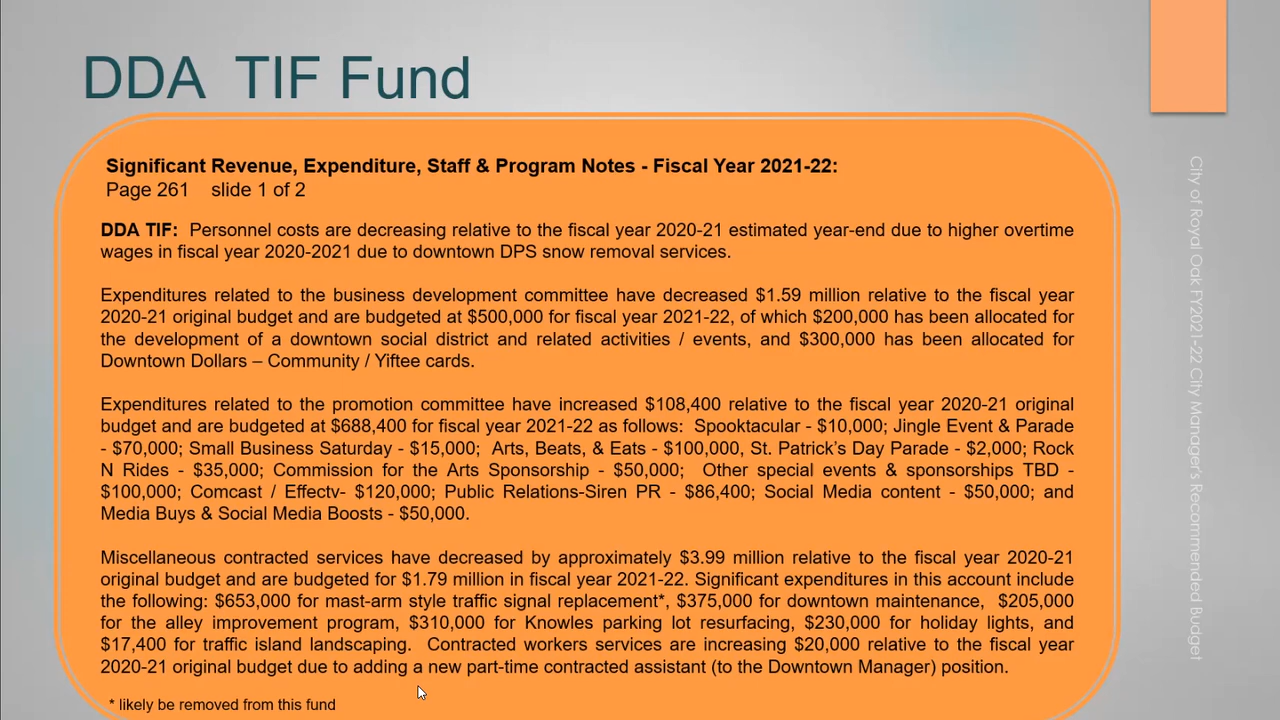 DDA TIF Fund
Significant Revenue, Expenditure, Staff & Program Notes - Fiscal Year 2021-22:
Page 261 slide 1 of 2
DDA TIF: Personnel costs are decreasing relative to the fiscal year 2020-21 estimated year-end due to higher overtime
wages in fiscal year 2020-2021 due to downtown DPS snow removal services.
Expenditures related to the business development committee have decreased $1.59 million relative to the fiscal year
2020-21 original budget and are budgeted at $500,000 for fiscal year 2021-22, of which $200,000 has been allocated for
the development of a downtown social district and related activities / events, and $300,000 has been allocated for
Downtown Dollars – Community / Yiftee cards.
Expenditures related to the promotion committee have increased $108,400 relative to the fiscal year 2020-21 original
budget and are budgeted at $688,400 for fiscal year 2021-22 as follows: Spooktacular - $10,000; Jingle Event & Parade
- $70,000; Small Business Saturday - $15,000; Arts, Beats, & Eats - $100,000, St. Patrick's Day Parade - $2,000; Rock
N Rides - $35,000; Commission for the Arts Sponsorship - $50,000; Other special events & sponsorships TBD -
$100,000; Comcast / Effectv- $120,000; Public Relations-Siren PR - $86,400; Social Media content - $50,000; and
Media Buys & Social Media Boosts - $50,000.
Miscellaneous contracted services have decreased by approximately $3.99 million relative to the fiscal year 2020-21
original budget and are budgeted for $1.79 million in fiscal year 2021-22. Significant expenditures in this account include
the following: $653,000 for mast-arm style traffic signal replacement*, $375,000 for downtown maintenance, $205,000
for the alley improvement program, $310,000 for Knowles parking lot resurfacing, $230,000 for holiday lights, and
$17,400 for traffic island landscaping. Contracted workers services are increasing $20,000 relative to the fiscal year
2020-21 original budget due to adding a new part-time contracted assistant (to the Downtown Manager) position.
* likely be removed from this fund
City of Royal Oak FY2021-22 City Manager's Recommended Budget